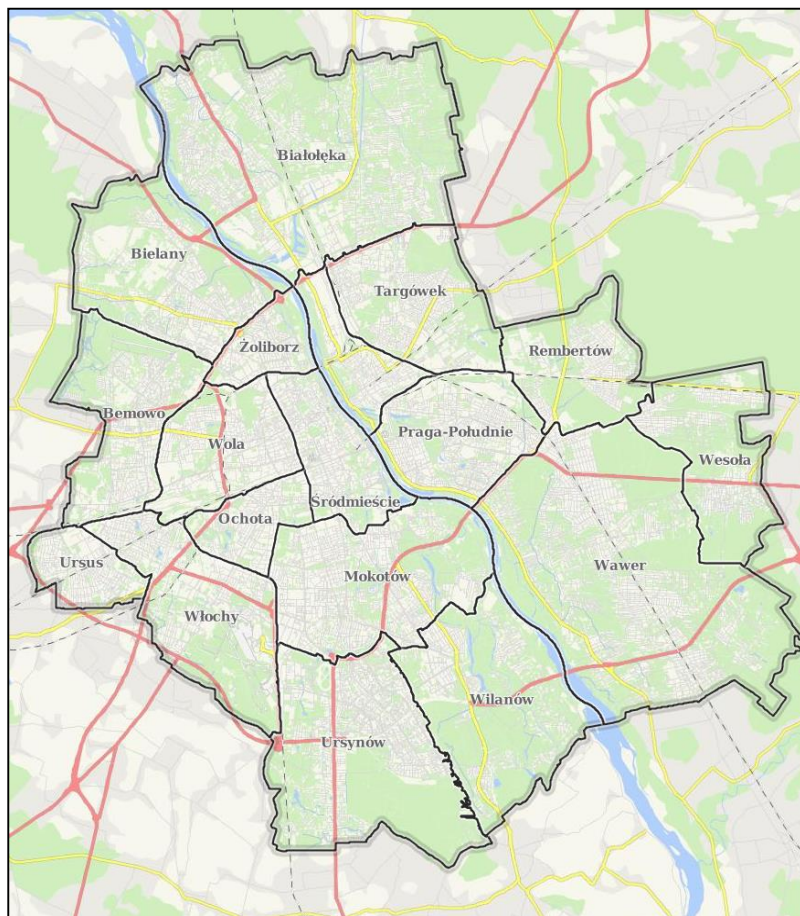 Białołęka
Bielany
Targówek
Żoliborz
Rembertów
Bemowo
Praga-Południe
Wola
Wesoła
Śródmieście
Ochota
Ursus
Mokotów
Wawer
Włochy
Wilanów
Ursynów